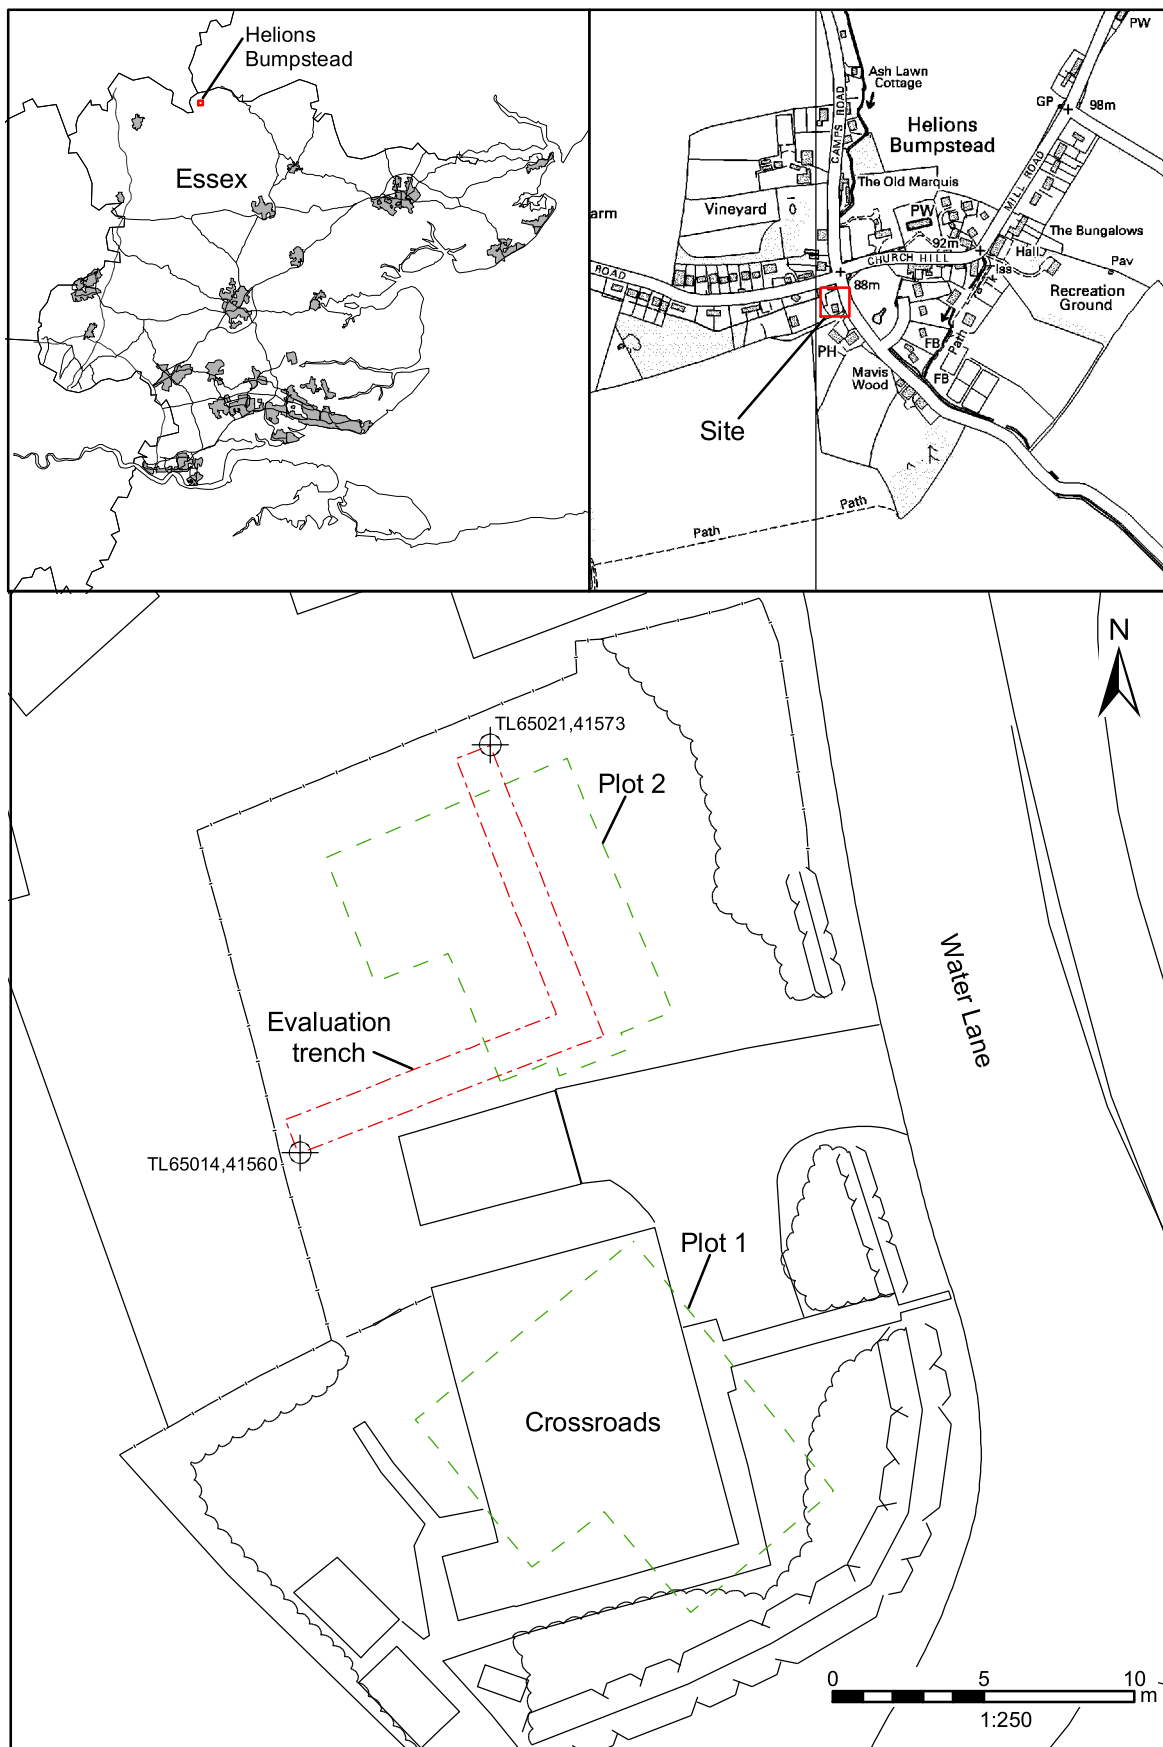 Helions
Bumpstead
Essex
PW
Ash Lawn
Cottage
GP
98m
CAMPS ROAD
Helions
Bumpstead
MILL ROAD
The Old Marquis
arm
Vineyard
PW
92m
The Bungalows
CHURCH HILL
Hall
Pav
Iss
ROAD
88m
Tk
Recreation
Ground
PH
FB
Path
Mavis
Wood
FB
Site
Path
Path
N
TL65021,41573
Plot 2
Water Lane
Evaluation
trench
TL65014,41560
Plot 1
Crossroads
0 5 10
m
1:250